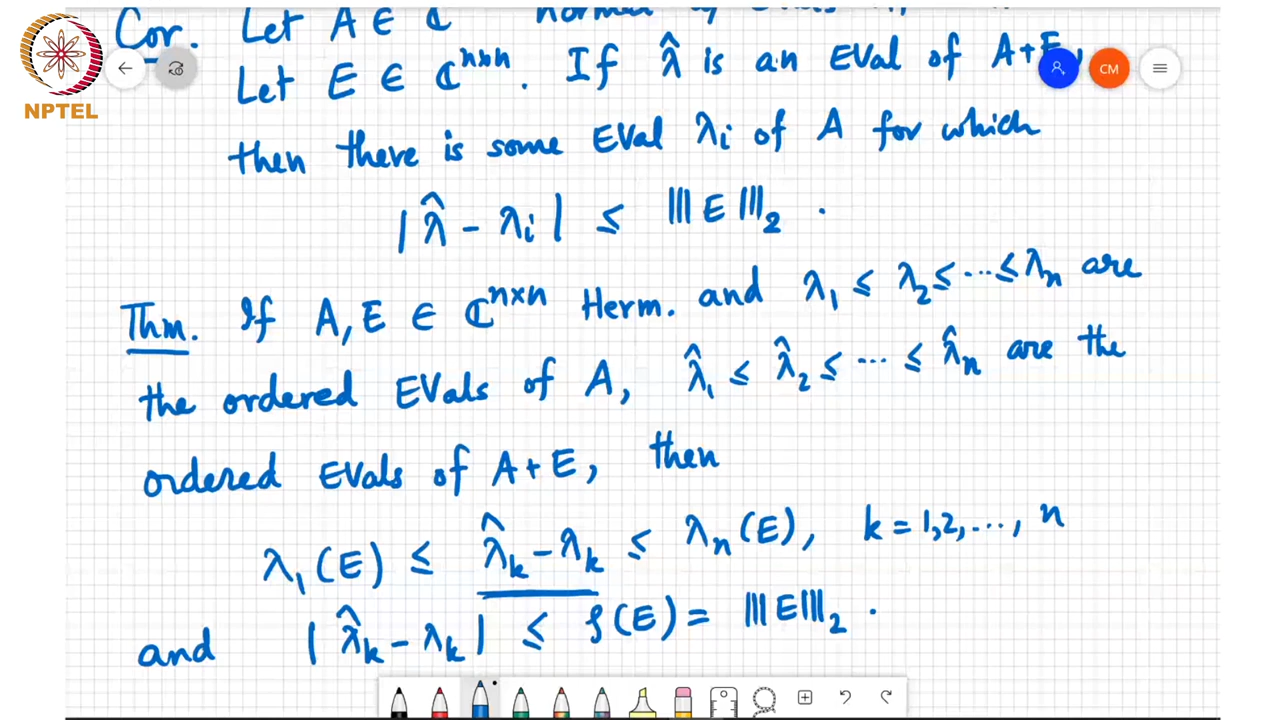 Cor. Let A ∈ ℂ normal
NPTEL
Let E ∈ ℂ^{n×n}. If λ̂ is an EVal of A+E,
CM
then there is some EVal λ_i of A for which
|λ̂ - λ_i| ≤ |||E|||_2 .
Thm. If A, E ∈ ℂ^{n×n} Herm. and λ_1 ≤ λ_2 ≤ ... ≤ λ_n are
the ordered EVals of A, λ̂_1 ≤ λ̂_2 ≤ ... ≤ λ̂_n are the
ordered EVals of A+E, then
λ_1(E) ≤ λ̂_k - λ_k ≤ λ_n(E), k = 1,2,..., n
and |λ̂_k - λ_k| ≤ ρ(E) = |||E|||_2 .